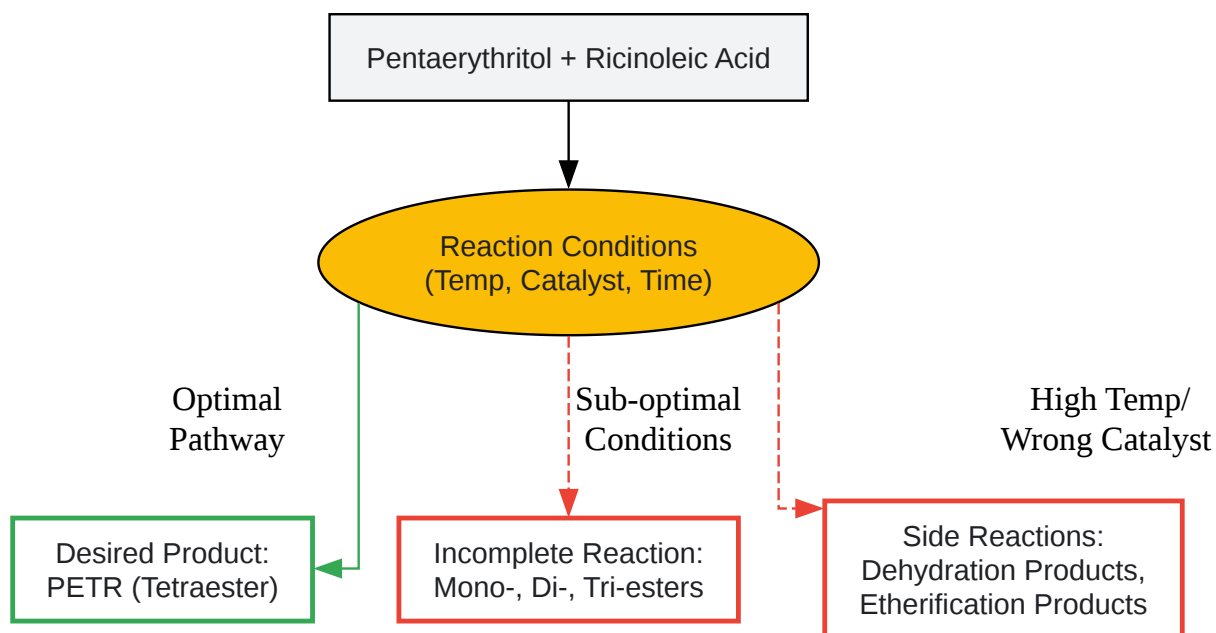 Pentaerythritol + Ricinoleic Acid
Reaction Conditions
(Temp, Catalyst, Time)
Optimal
Pathway
Sub-optimal
Conditions
High Temp/
Wrong Catalyst
Desired Product:
PETR (Tetraester)
Incomplete Reaction:
Mono-, Di-, Tri-esters
Side Reactions:
Dehydration Products,
Etherification Products